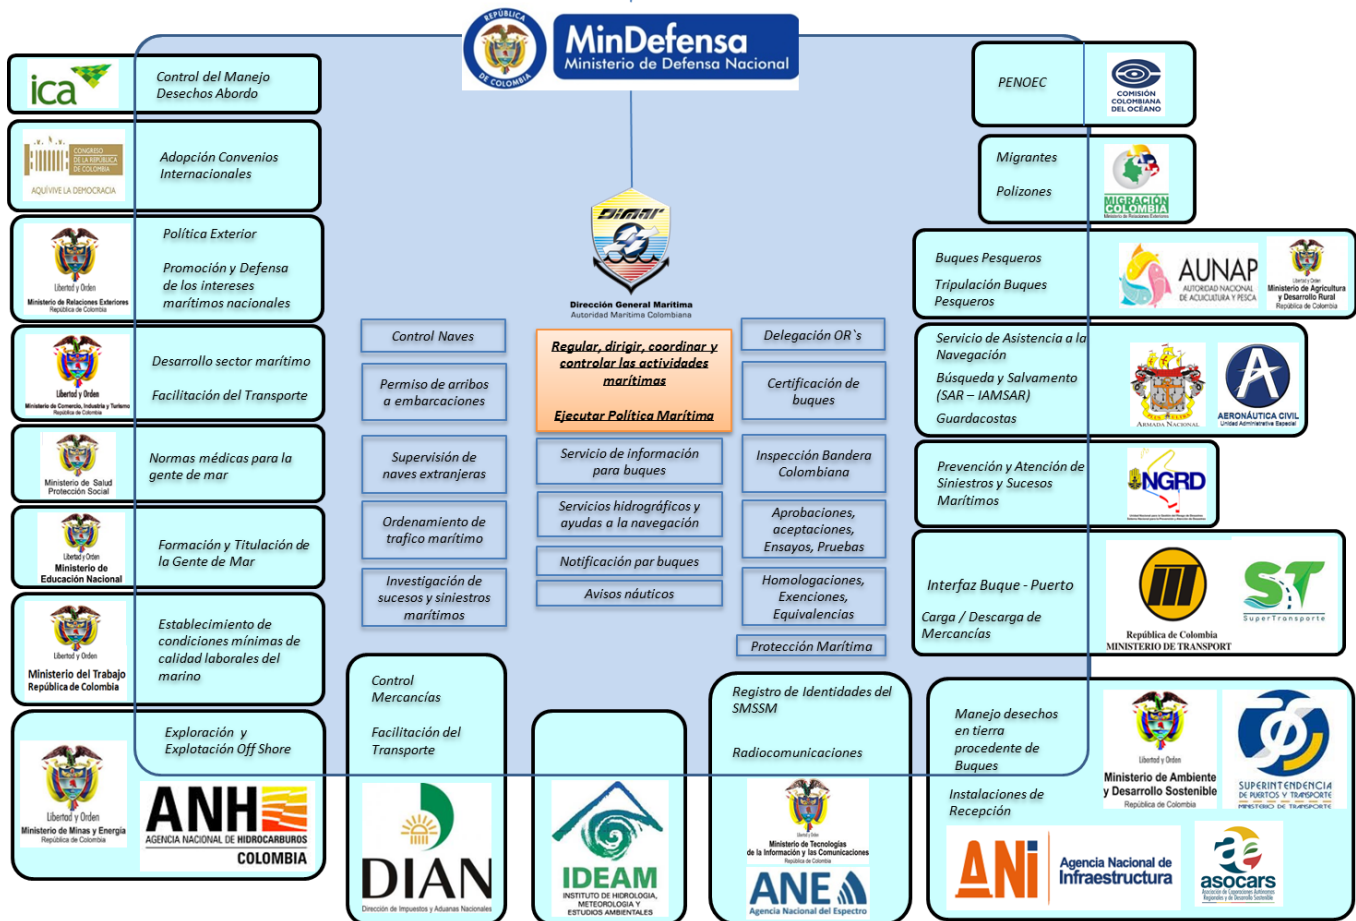 REPÚBLICA
DE COLOMBIA
MinDefensa
Ministerio de Defensa Nacional
ica
Control del Manejo
Desechos Abordo
CONGRESO
DE LA REPÚBLICA
DE COLOMBIA
AQUÍ VIVE LA DEMOCRACIA
Adopción Convenios
Internacionales
Libertad y Orden
Ministerio de Relaciones Exteriores
República de Colombia
Política Exterior
Promoción y Defensa
de los intereses
marítimos nacionales
Libertad y Orden
Ministerio de Comercio, Industria y Turismo
República de Colombia
Desarrollo sector marítimo
Facilitación del Transporte
Ministerio de Salud
Protección Social
Normas médicas para la
gente de mar
Libertad y Orden
Ministerio de
Educación Nacional
Formación y Titulación de
la Gente de Mar
Libertad y Orden
Ministerio del Trabajo
República de Colombia
Establecimiento de
condiciones mínimas de
calidad laborales del
marino
Libertad y Orden
Ministerio de Minas y Energía
República de Colombia
Exploración y
Explotación Off Shore
ANH
AGENCIA NACIONAL DE HIDROCARBUROS
COLOMBIA
Dimar
Dirección General Marítima
Autoridad Marítima Colombiana
Control Naves
Permiso de arribos
a embarcaciones
Supervisión de
naves extranjeras
Ordenamiento de
trafico marítimo
Investigación de
sucesos y siniestros
marítimos
Regular, dirigir, coordinar y
controlar las actividades
marítimas
Ejecutar Política Marítima
Servicio de información
para buques
Servicios hidrográficos y
ayudas a la navegación
Notificación par buques
Avisos náuticos
Delegación OR`s
Certificación de
buques
Inspección Bandera
Colombiana
Aprobaciones,
aceptaciones,
Ensayos, Pruebas
Homologaciones,
Exenciones,
Equivalencias
Protección Marítima
Control
Mercancías
Facilitación del
Transporte
DIAN
Dirección de Impuestos y Aduanas Nacionales
IDEAM
INSTITUTO DE HIDROLOGIA,
METEOROLOGIA Y
ESTUDIOS AMBIENTALES
Registro de Identidades del
SMSSM
Radiocomunicaciones
Libertad y Orden
Ministerio de Tecnologías
de la Información y las Comunicaciones
República de Colombia
ANE
Agencia Nacional del Espectro
PENOEC
COMISIÓN
COLOMBIANA
DEL OCÉANO
Migrantes
Polizones
MIGRACIÓN
COLOMBIA
Ministerio de Relaciones Exteriores
Buques Pesqueros
Tripulación Buques
Pesqueros
AUNAP
AUTORIDAD NACIONAL
DE ACUICULTURA Y PESCA
Libertad y Orden
Ministerio de Agricultura
y Desarrollo Rural
República de Colombia
Servicio de Asistencia a la
Navegación
Búsqueda y Salvamento
(SAR – IAMSAR)
Guardacostas
ARMADA NACIONAL
AERONÁUTICA CIVIL
Unidad Administrativa Especial
Prevención y Atención de
Siniestros y Sucesos
Marítimos
NGRD
Interfaz Buque - Puerto
Carga / Descarga de
Mercancías
República de Colombia
MINISTERIO DE TRANSPORT
ST
SuperTransporte
Manejo desechos
en tierra
procedente de
Buques
Instalaciones de
Recepción
Libertad y Orden
Ministerio de Ambiente
y Desarrollo Sostenible
República de Colombia
SUPERINTENDENCIA
DE PUERTOS Y TRANSPORTE
MINISTERIO DE TRANSPORTE
ANi
Agencia Nacional de
Infraestructura
asocars
Asociación de Corporaciones Autónomas
Regionales y de Desarrollo Sostenible